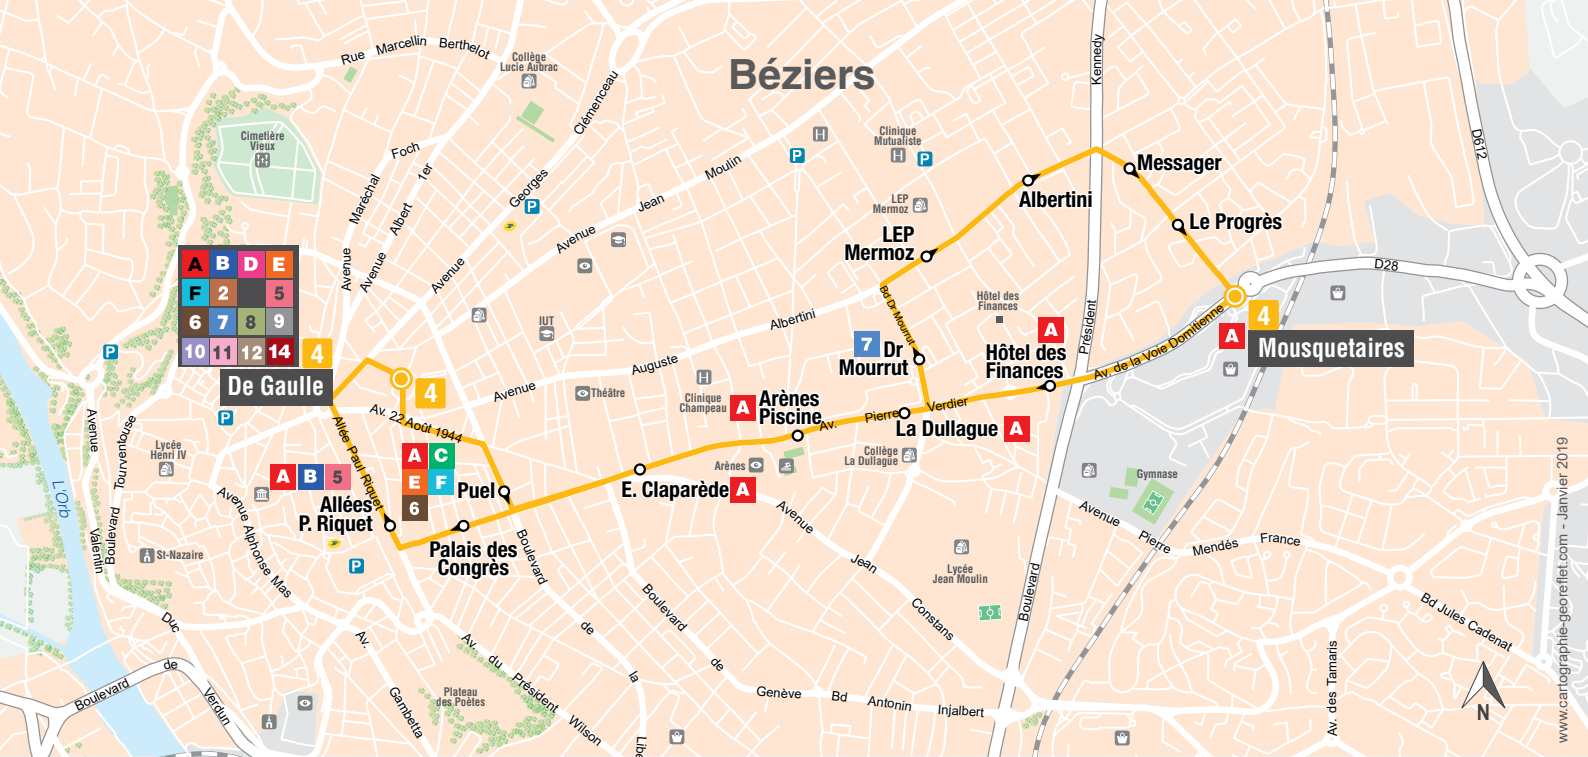 Béziers
Rue Marcellin Berthelot
Collège
Lucie Aubrac
Clémenceau
Georges
Avenue
Kennedy
Président
Boulevard
D612
Cimetière
Vieux
Foch
Maréchal
Avenue
1er
Albert
Avenue
Avenue Jean Moulin
H
P
Clinique
Mutualiste
H
P
P
LEP
Mermoz
LEP
Mermoz
Albertini
Messager
Le Progrès
D28
A B D E
F 2 5
6 7 8 9
10 11 12 14
4
De Gaulle
4
P
P
IUT
Avenue Auguste Albertini
Bd Dr Mourrut
Hôtel des
Finances
7 Dr
Mourrut
A
Hôtel des
Finances
Av. de la Voie Domitienne
4
A
Mousquetaires
Théâtre
H
Clinique
Champeau
A
Arènes
Piscine
Av. Pierre Verdier
La Dullague A
Collège
La Dullague
Arènes
Av. 22 Août 1944
Allée Paul Riquet
A C
E F
6
Puel
A B 5
Allées
P. Riquet
P
Palais des
Congrès
E. Claparède A
Lycée
Henri IV
Avenue
Valentin
Boulevard Tourventouse
L'Orb
Avenue Alphonse Mas
St-Nazaire
Duc
Boulevard de
Verdun
Av.
Gambetta
Av. du Président Wilson
Plateau
des Poètes
Boulevard de la
Libe
Boulevard de Genève
Bd Antonin Injalbert
Avenue Jean Constans
Lycée
Jean Moulin
Gymnase
Avenue Pierre Mendés France
Bd Jules Cadenat
Av. des Tamaris
N
www.cartographie-georeflet.com - Janvier 2019